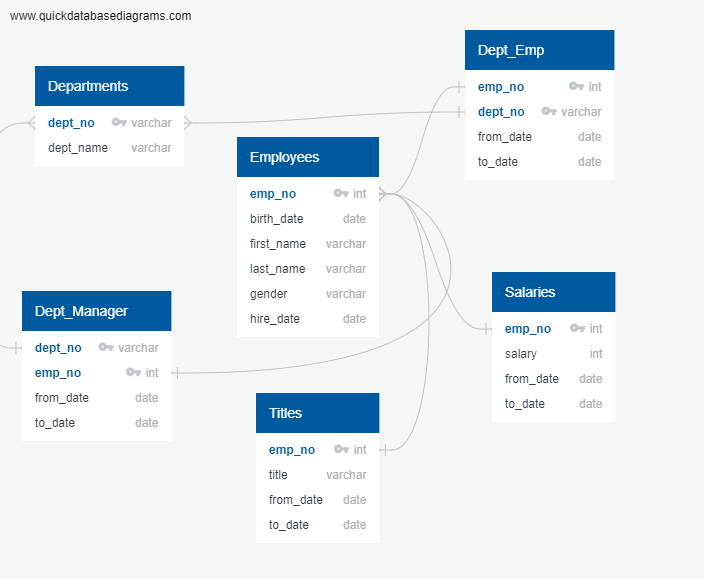 www.quickdatabasediagrams.com
Departments
dept_no varchar
dept_name varchar
Dept_Emp
emp_no int
dept_no varchar
from_date date
to_date date
Employees
emp_no int
birth_date date
first_name varchar
last_name varchar
gender varchar
hire_date date
Dept_Manager
dept_no varchar
emp_no int
from_date date
to_date date
Salaries
emp_no int
salary int
from_date date
to_date date
Titles
emp_no int
title varchar
from_date date
to_date date